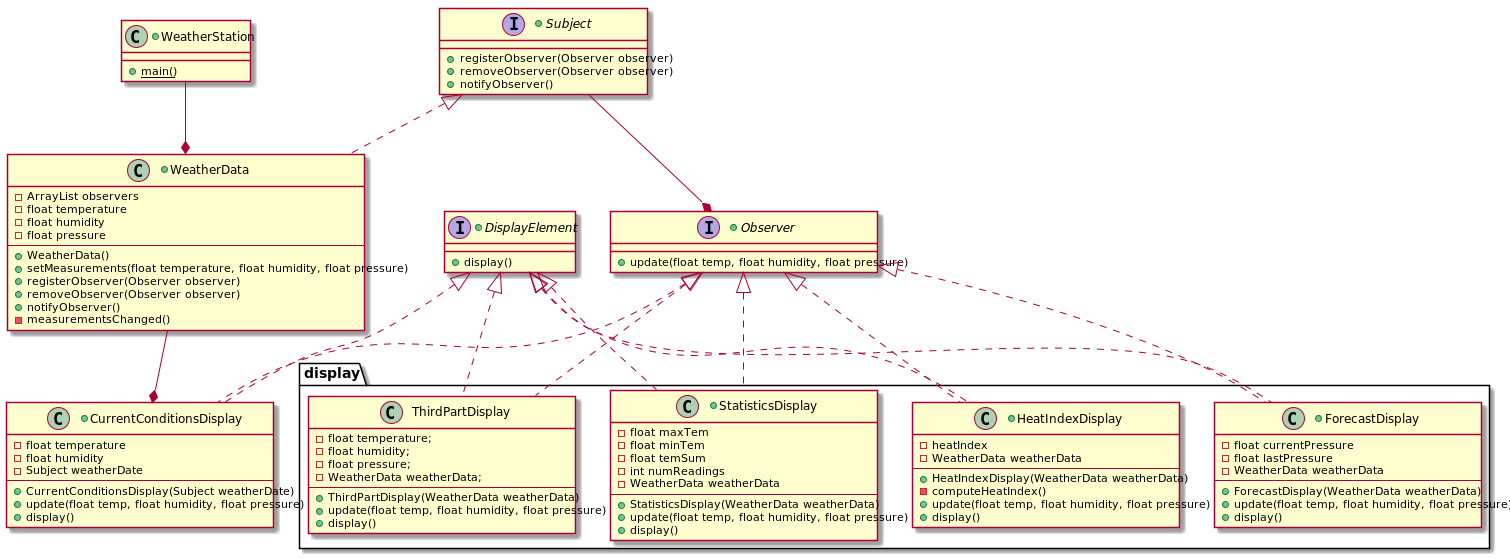 C WeatherStation
main()
I Subject
registerObserver(Observer observer)
removeObserver(Observer observer)
notifyObserver()
C WeatherData
ArrayList observers
float temperature
float humidity
float pressure
WeatherData()
setMeasurements(float temperature, float humidity, float pressure)
registerObserver(Observer observer)
removeObserver(Observer observer)
notifyObserver()
measurementsChanged()
I DisplayElement
display()
I Observer
update(float temp, float humidity, float pressure)
display
C CurrentConditionsDisplay
float temperature
float humidity
Subject weatherDate
CurrentConditionsDisplay(Subject weatherDate)
update(float temp, float humidity, float pressure)
display()
C ThirdPartDisplay
float temperature;
float humidity;
float pressure;
WeatherData weatherData;
ThirdPartDisplay(WeatherData weatherData)
update(float temp, float humidity, float pressure)
display()
C StatisticsDisplay
float maxTem
float minTem
float temSum
int numReadings
WeatherData weatherData
StatisticsDisplay(WeatherData weatherData)
update(float temp, float humidity, float pressure)
display()
C HeatIndexDisplay
heatIndex
WeatherData weatherData
HeatIndexDisplay(WeatherData weatherData)
computeHeatIndex()
update(float temp, float humidity, float pressure)
display()
C ForecastDisplay
float currentPressure
float lastPressure
WeatherData weatherData
ForecastDisplay(WeatherData weatherData)
update(float temp, float humidity, float pressure)
display()